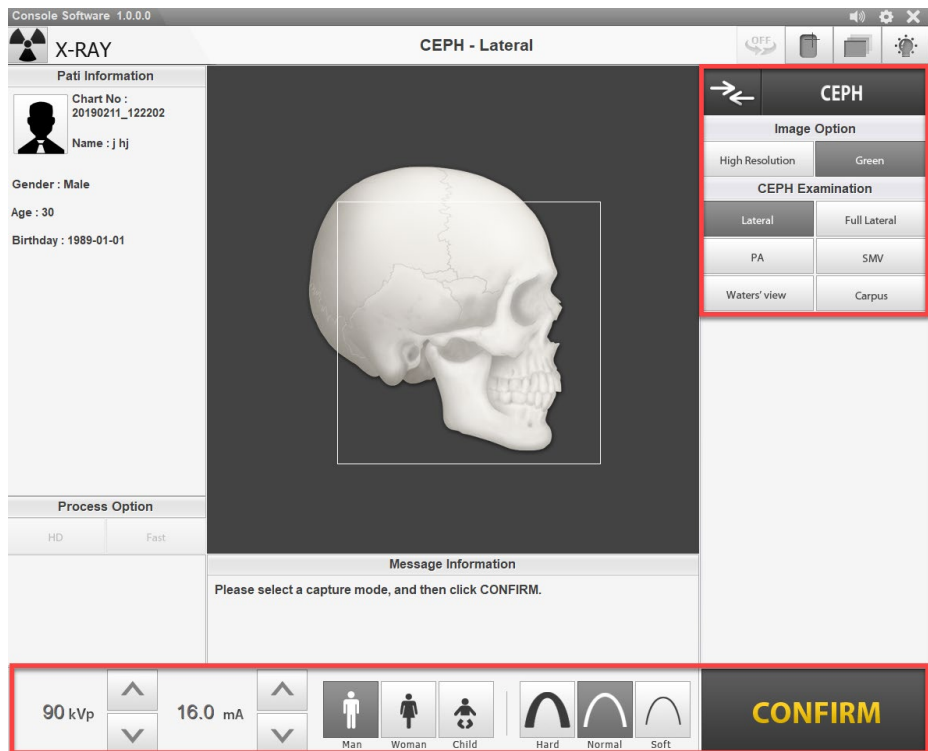 Console Software 1.0.0.0
X-RAY
CEPH - Lateral
OFF
Pati Information
Chart No :
20190211_122202
Name : j hj
Gender : Male
Age : 30
Birthday : 1989-01-01
Process Option
HD Fast
Message Information
Please select a capture mode, and then click CONFIRM.
CEPH
Image Option
High Resolution Green
CEPH Examination
Lateral Full Lateral
PA SMV
Waters' view Carpus
90 kVp 16.0 mA
Man Woman Child Hard Normal Soft
CONFIRM